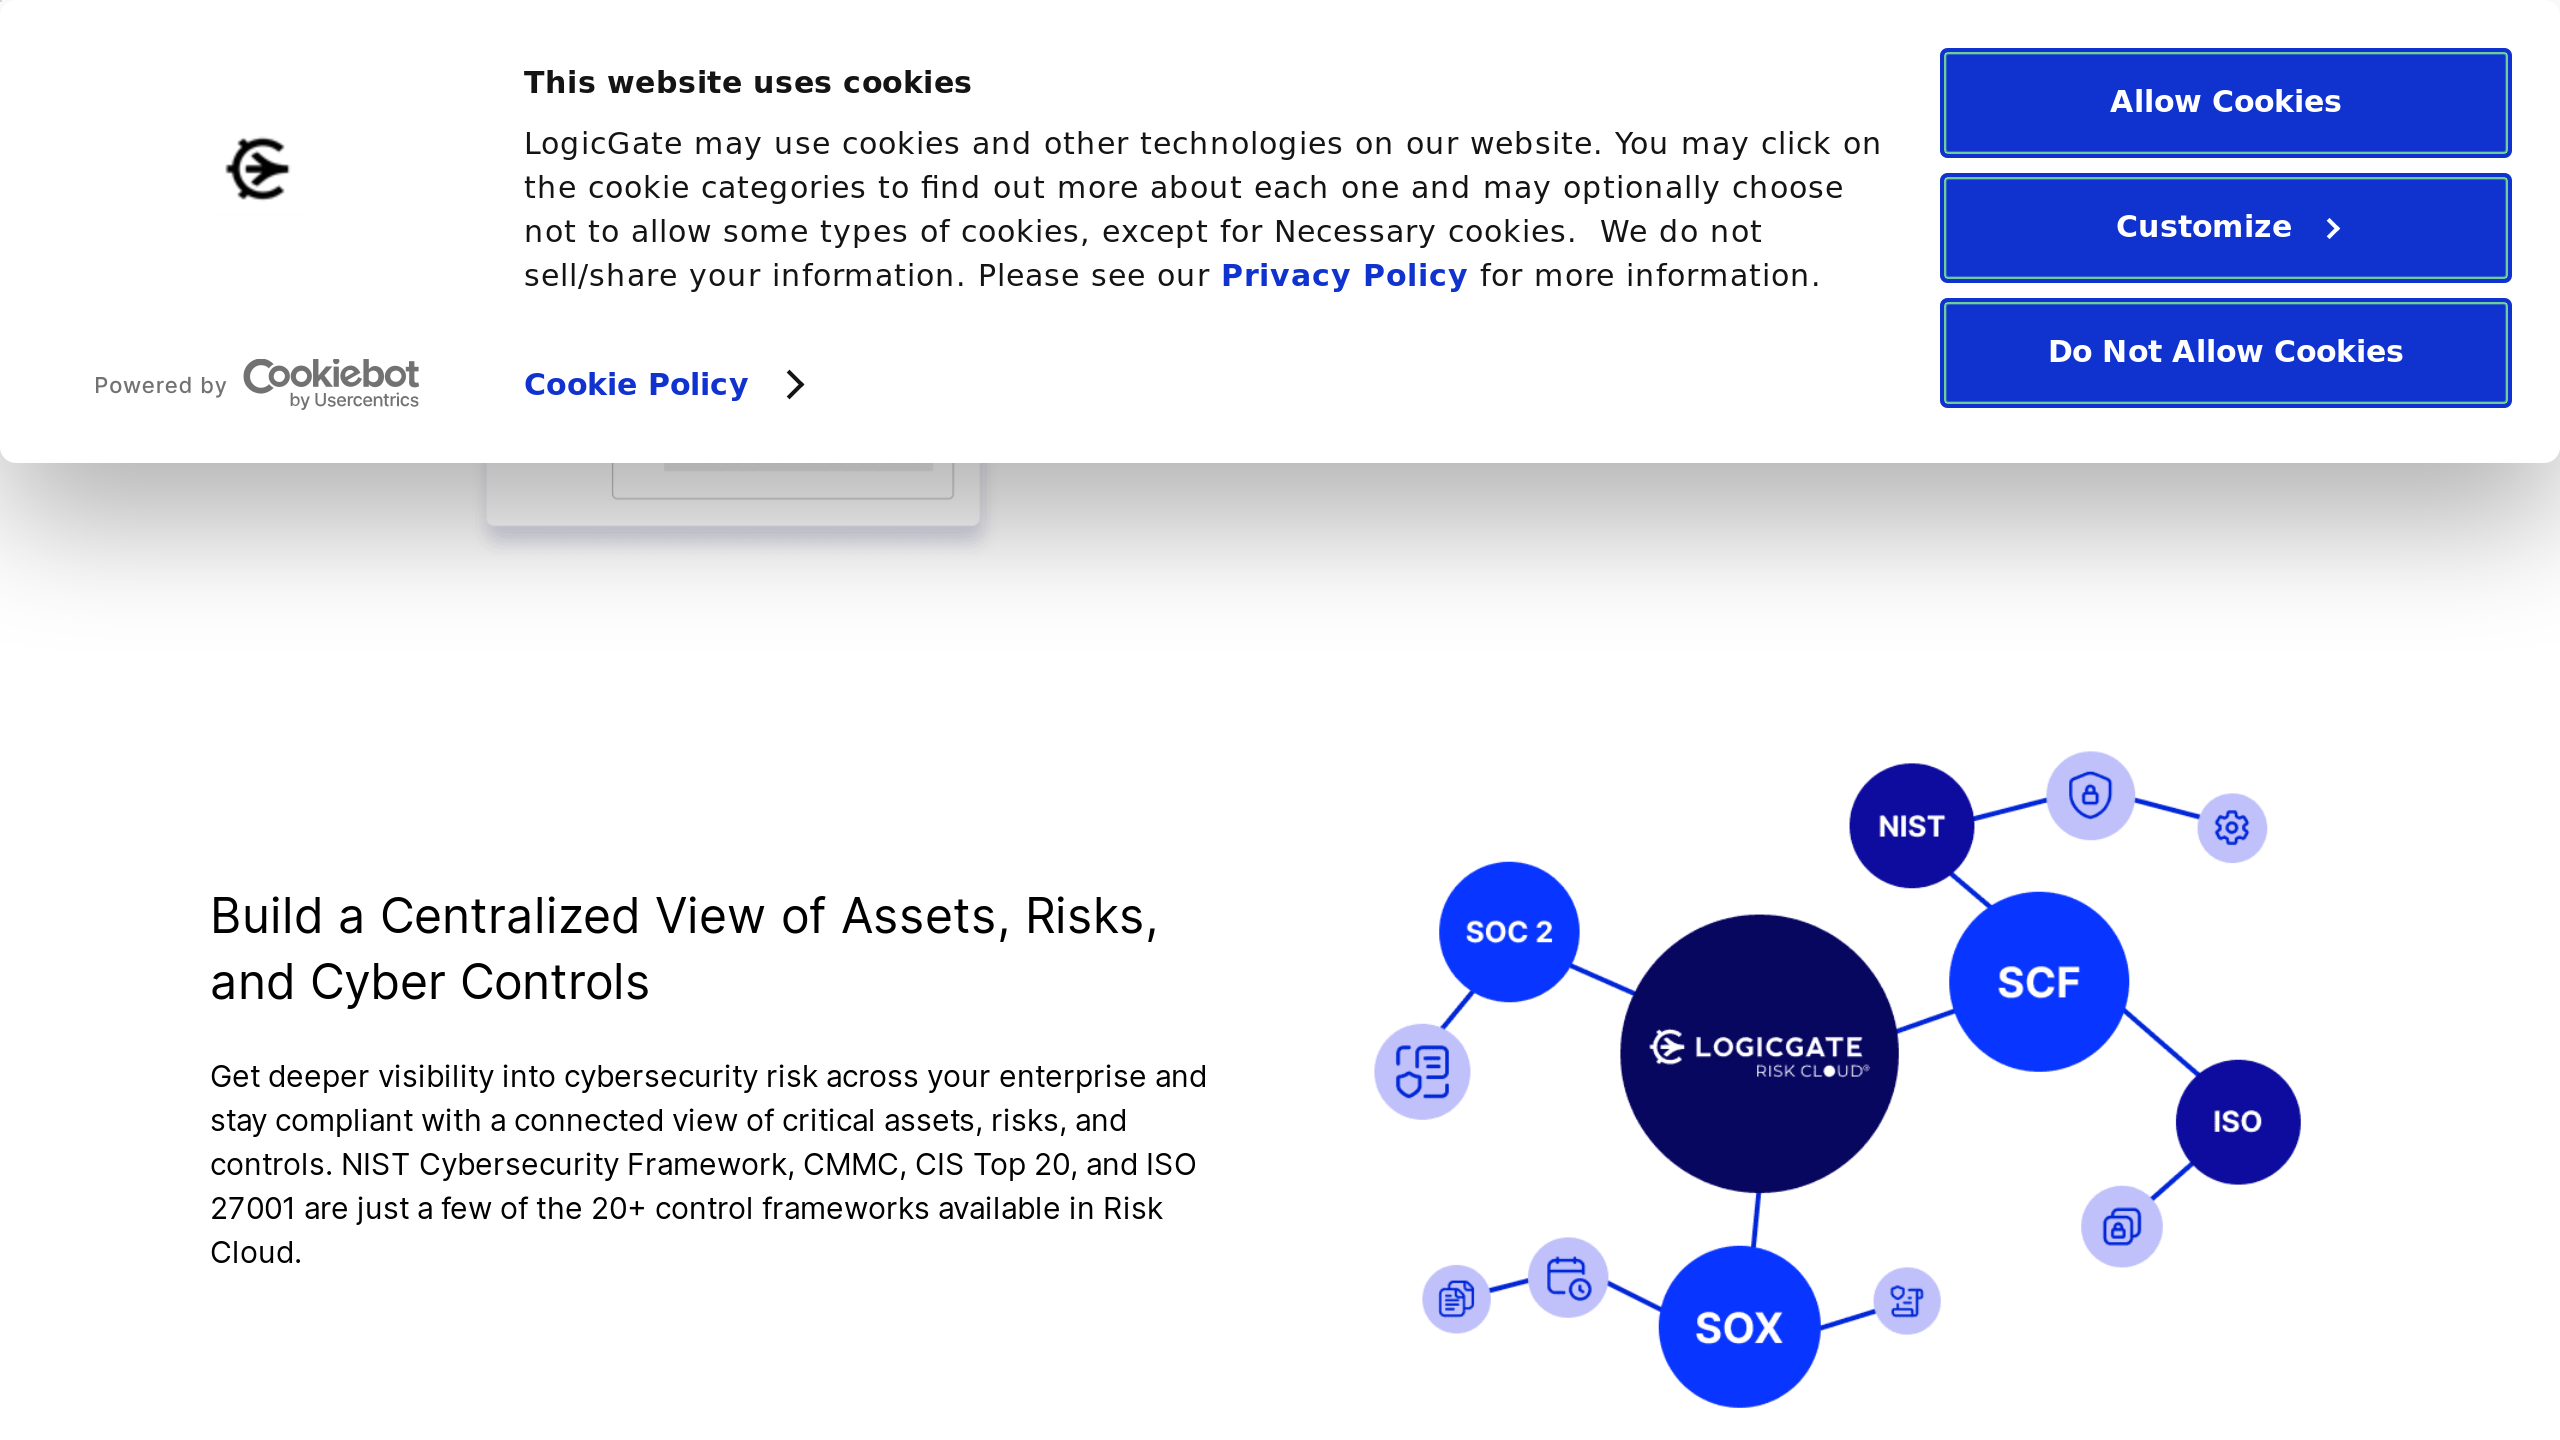 This website uses cookies
LogicGate may use cookies and other technologies on our website. You may click on
the cookie categories to find out more about each one and may optionally choose
not to allow some types of cookies, except for Necessary cookies.  We do not
sell/share your information. Please see our Privacy Policy for more information.
Powered by Cookiebot
by Usercentrics
Cookie Policy
Allow Cookies
Customize
Do Not Allow Cookies
Build a Centralized View of Assets, Risks,
and Cyber Controls
Get deeper visibility into cybersecurity risk across your enterprise and
stay compliant with a connected view of critical assets, risks, and
controls. NIST Cybersecurity Framework, CMMC, CIS Top 20, and ISO
27001 are just a few of the 20+ control frameworks available in Risk
Cloud.
NIST
SOC 2
SCF
LOGICGATE
RISK CLOUD®
ISO
SOX